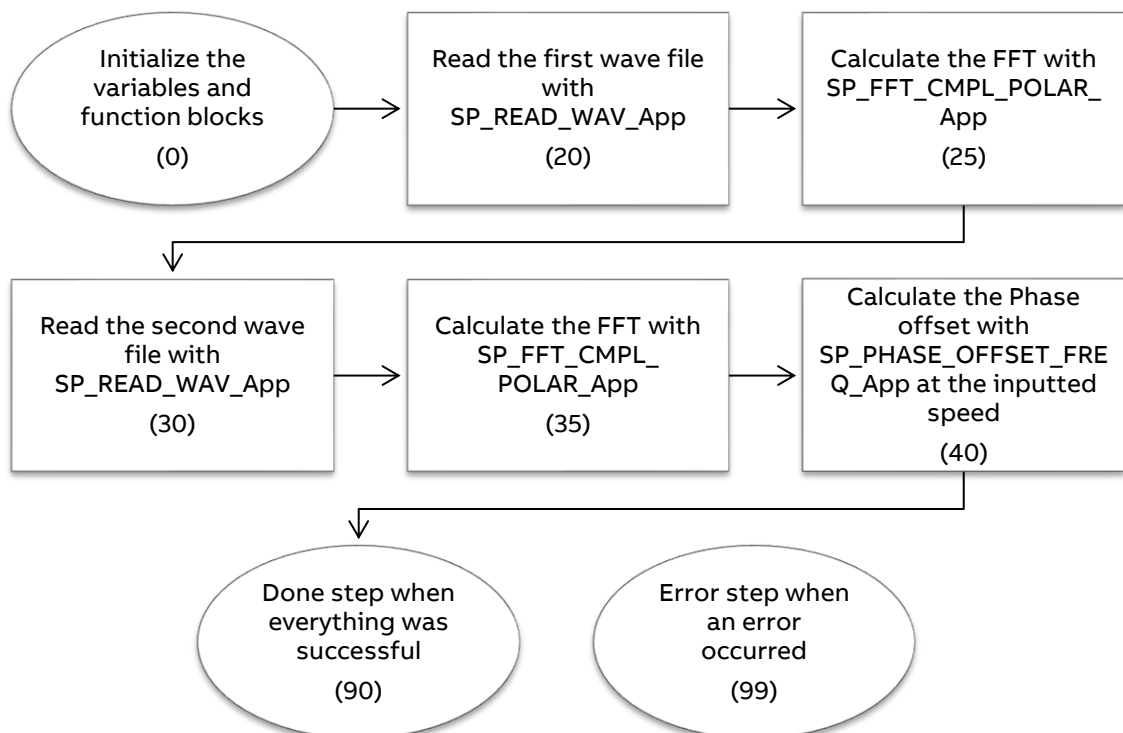 Initialize the
variables and
function blocks
(0)
Read the first wave file
with
SP_READ_WAV_App
(20)
Calculate the FFT with
SP_FFT_CMPL_POLAR_
App
(25)
Read the second wave
file with
SP_READ_WAV_App
(30)
Calculate the FFT with
SP_FFT_CMPL_
POLAR_App
(35)
Calculate the Phase
offset with
SP_PHASE_OFFSET_FRE
Q_App at the inputted
speed
(40)
Done step when
everything was
successful
(90)
Error step when
an error
occurred
(99)